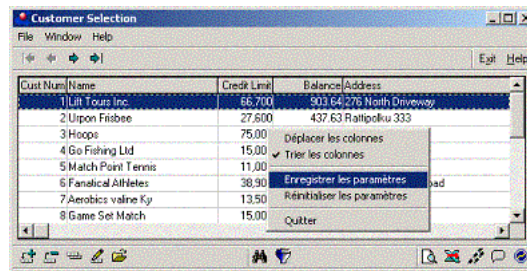 Customer Selection
File Window Help
Exit Help
Cust Num Name Credit Limit Balance Address
1 Lift Tours Inc. 66,700 903.64 276 North Driveway
2 Urpon Frisbee 27,600 437.63 Rattipolku 333
3 Hoops 75,00
4 Go Fishing Ltd 15,00
5 Match Point Tennis 11,00
6 Fanatical Athletes 38,90 oad
7 Aerobics valine Ky 13,50
8 Game Set Match 15,00
Déplacer les colonnes
Trier les colonnes
Enregistrer les paramètres
Réinitialiser les paramètres
Quitter